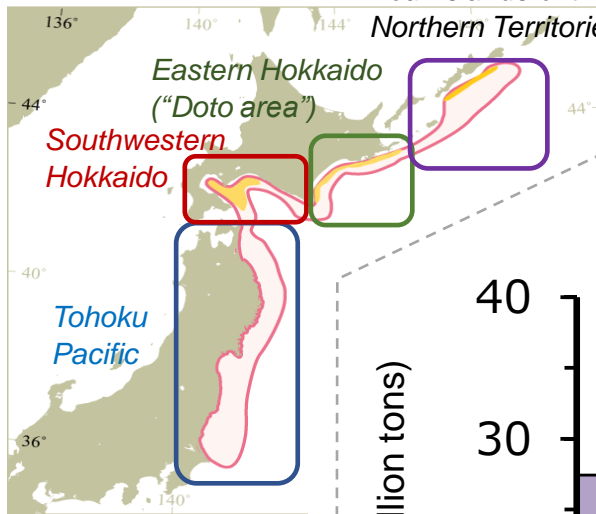 Northern Territorie
136°
140°
144°
Eastern Hokkaido
("Doto area")
44°
44°
Southwestern
Hokkaido
40°
Tohoku
Pacific
36°
140°
40
30
llion tons)